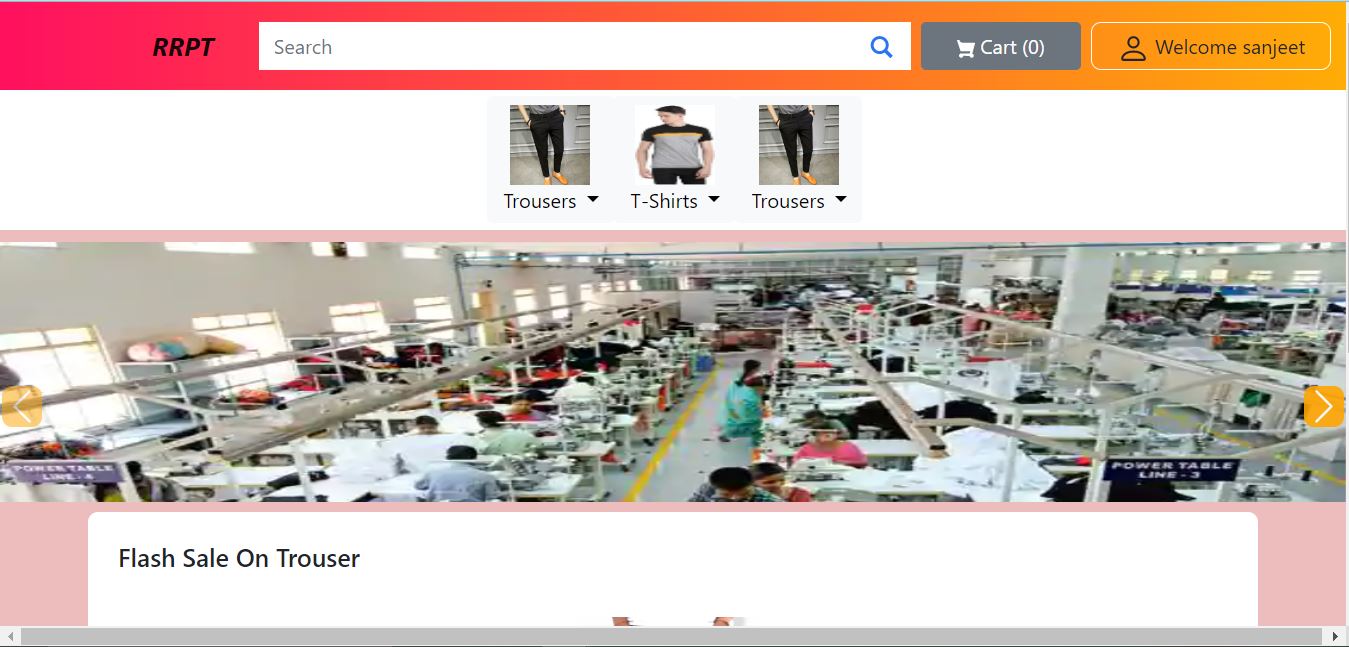 RRPT
Search
Cart (0)
Welcome sanjeet
Trousers
T-Shirts
Trousers
POWER TABLE
LINE - 4
POWER TABLE
LINE - 3
Flash Sale On Trouser